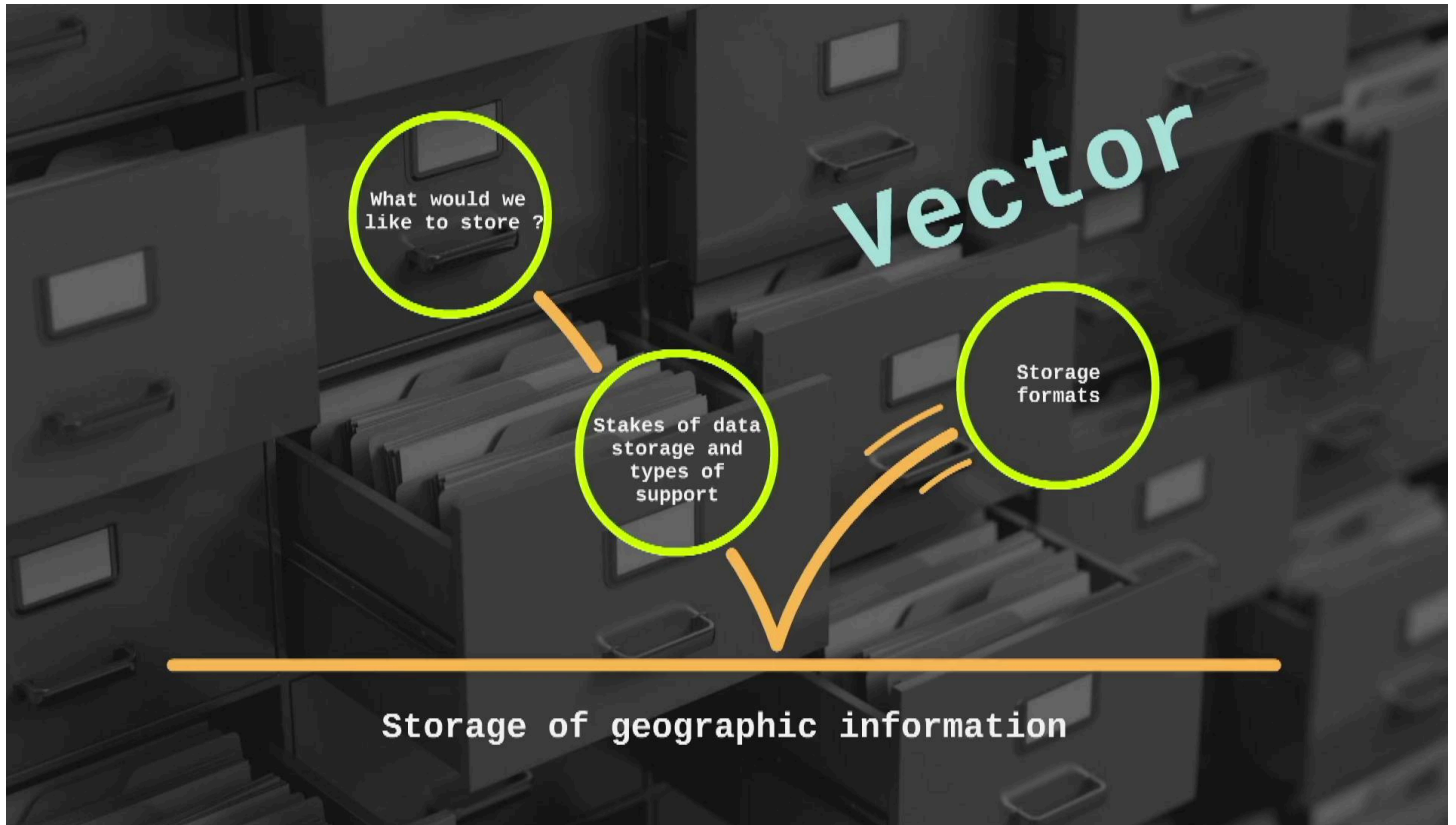 Vector
What would we
like to store ?
Storage
formats
Stakes of data
storage and
types of
support
Storage of geographic information